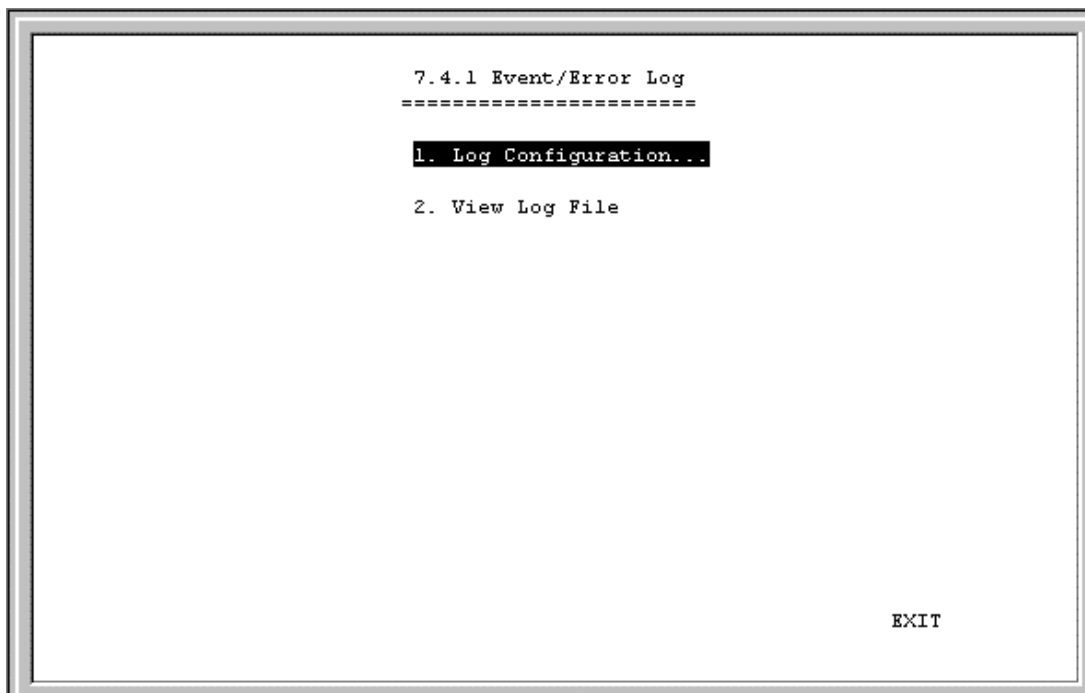 7.4.1 Event/Error Log
=======================
1. Log Configuration...
2. View Log File
EXIT